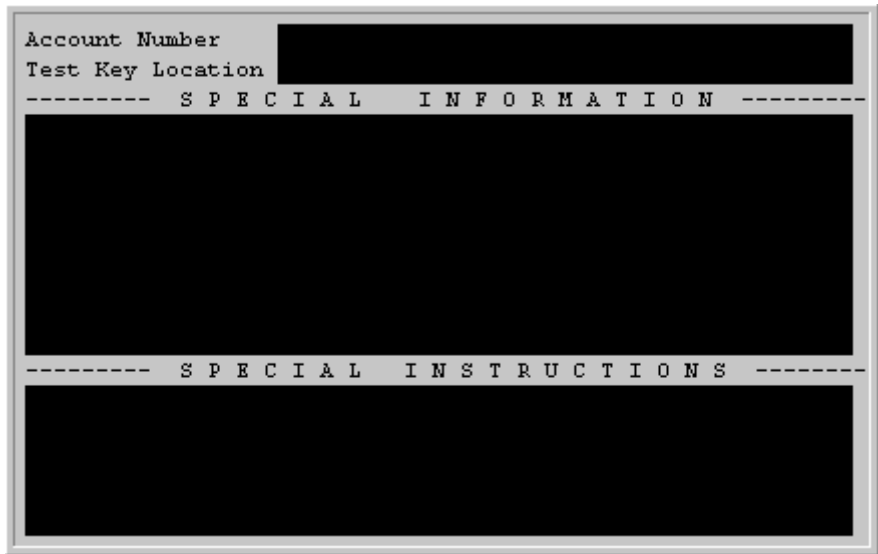 Account Number
Test Key Location
--------- S P E C I A L   I N F O R M A T I O N ---------
--------- S P E C I A L   I N S T R U C T I O N S --------